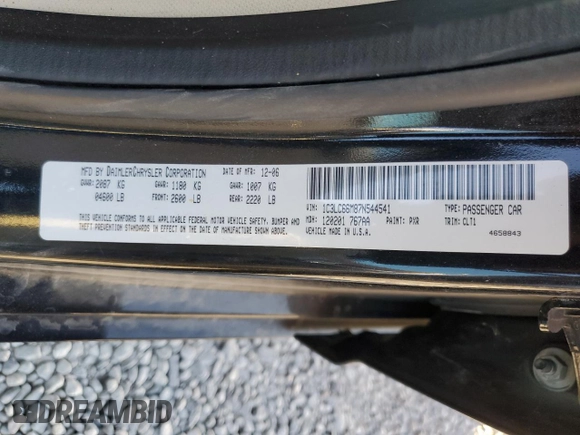 MFD BY DAIMLERCHRYSLER CORPORATION DATE OF MFR: 12-06
GVWR: 2087 KG GAWR: 1180 KG GAWR: 1007 KG
04600 LB FRONT: 2600 LB REAR: 2220 LB
THIS VEHICLE CONFORMS TO ALL APPLICABLE FEDERAL MOTOR VEHICLE SAFETY, BUMPER AND
THEFT PREVENTION STANDARDS IN EFFECT ON THE DATE OF MANUFACTURE SHOWN ABOVE.
VIN: 1C3LC66M87N544541 TYPE: PASSENGER CAR
MDH: 120201 767AA PAINT: PXR TRIM: CLT1
VEHICLE MADE IN U.S.A. 4658843
DREAMBID